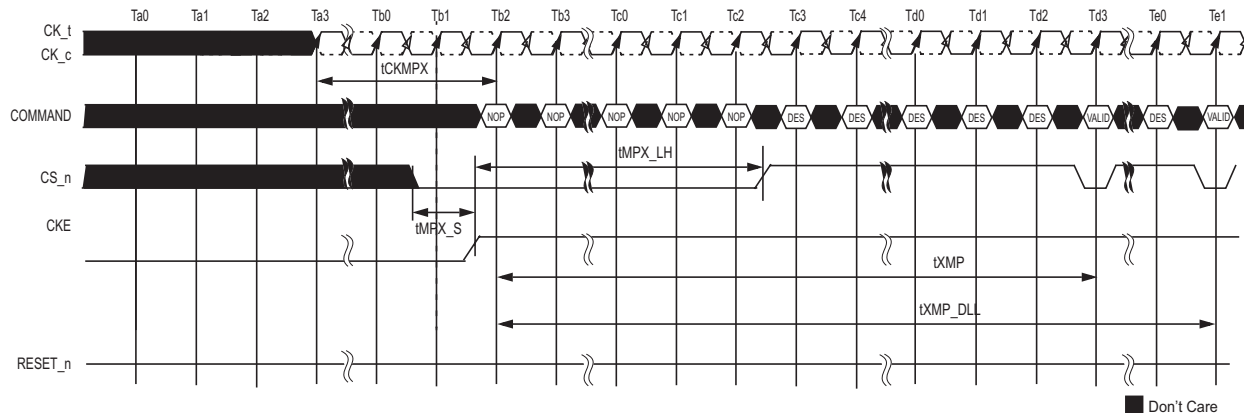 Ta0 Ta1 Ta2 Ta3 Tb0 Tb1 Tb2 Tb3 Tc0 Tc1 Tc2 Tc3 Tc4 Td0 Td1 Td2 Td3 Te0 Te1
CK_t
CK_c
tCKMPX
COMMAND NOP NOP NOP NOP NOP DES DES DES DES DES VALID DES VALID
tMPX_LH
CS_n
CKE
tMPX_S
tXMP
tXMP_DLL
RESET_n
Don't Care